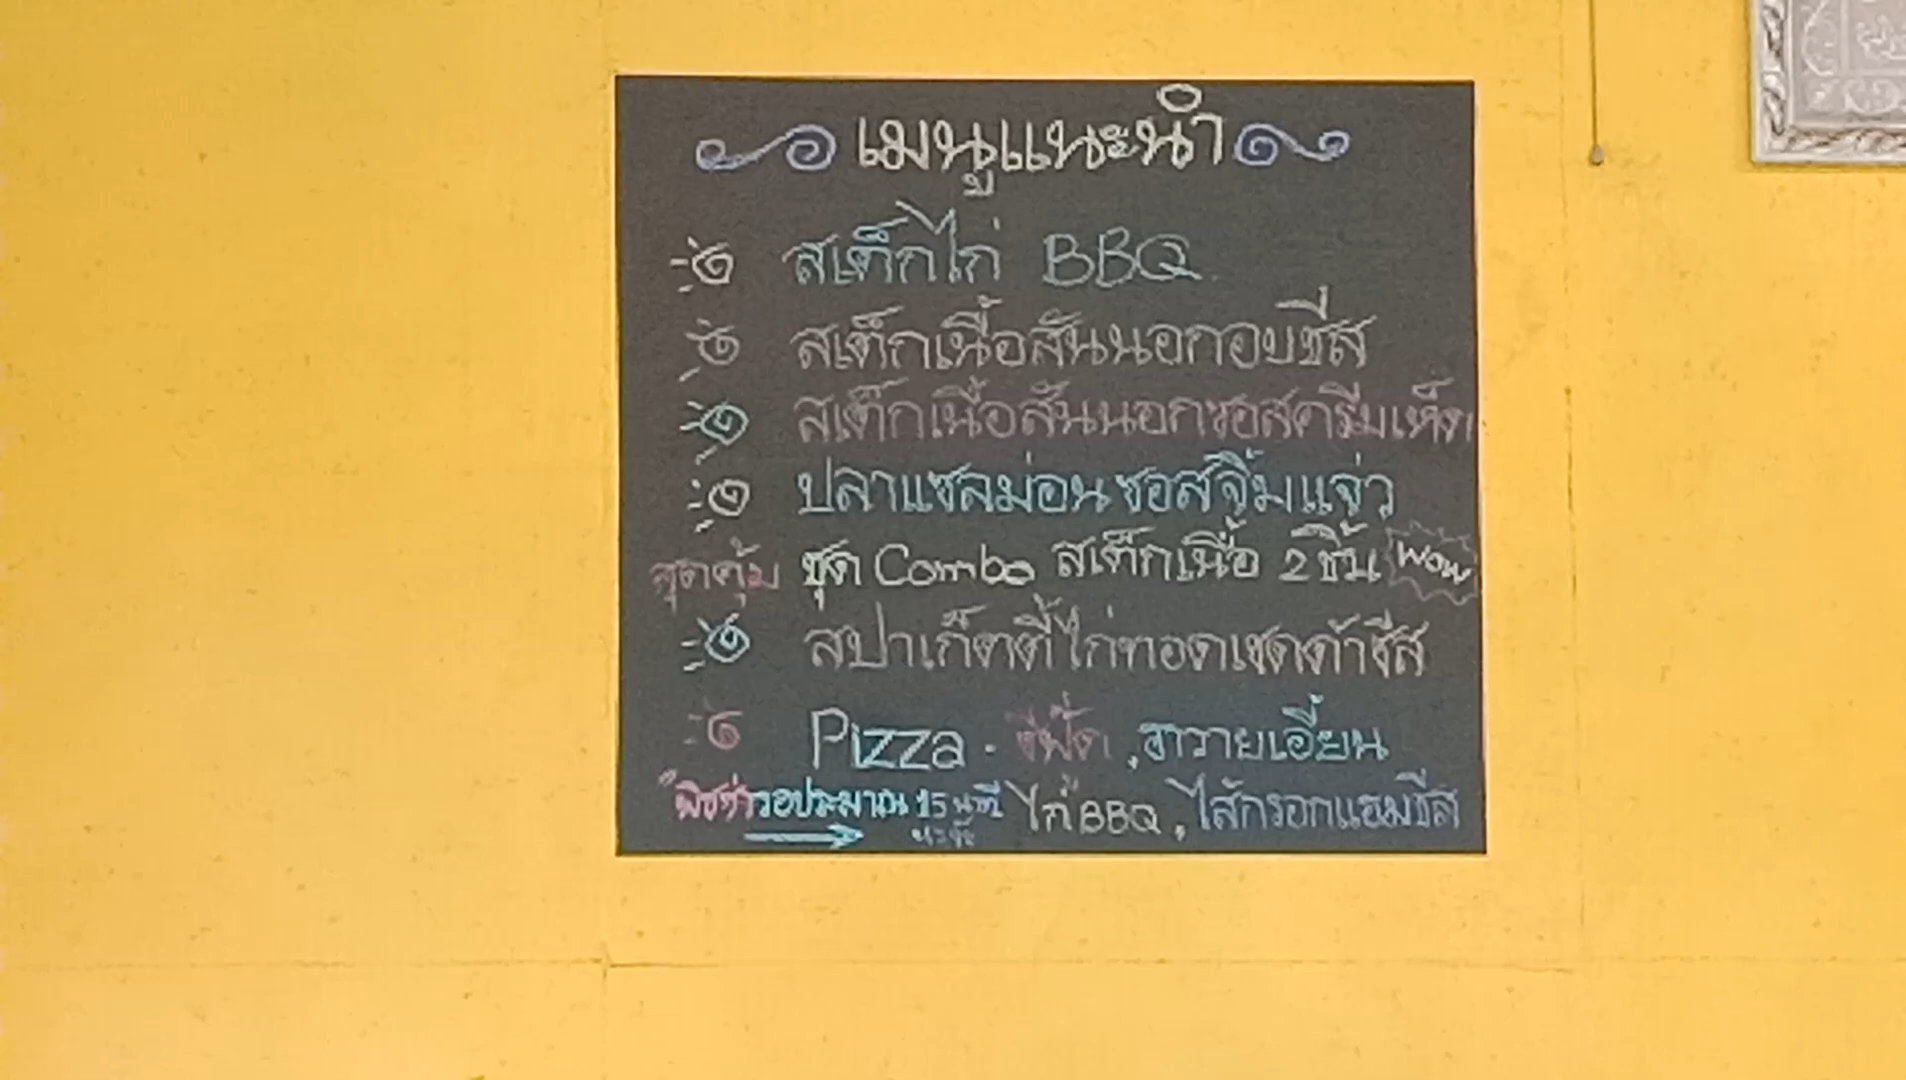 เมนูแนะนำ
สเต็กไก่ BBQ
สเต็กเนื้อสันนอกอบชีส
สเต็กเนื้อสันนอกซอสครีมเห็ด
ปลาแซลม่อนซอสจิ้มแจ่ว
สุดคุ้ม ชุด Combo สเต็กเนื้อ 2 ชิ้น WOW
สปาเก็ตตี้ไก่ทอดเชดด้าชีส
Pizza - ซีฟู้ด , ฮาวายเอี้ยน
พิซซ่ารอประมาณ 15 นาที ไก่ BBQ , ไส้กรอกแฮมชีส
นะจ๊ะ